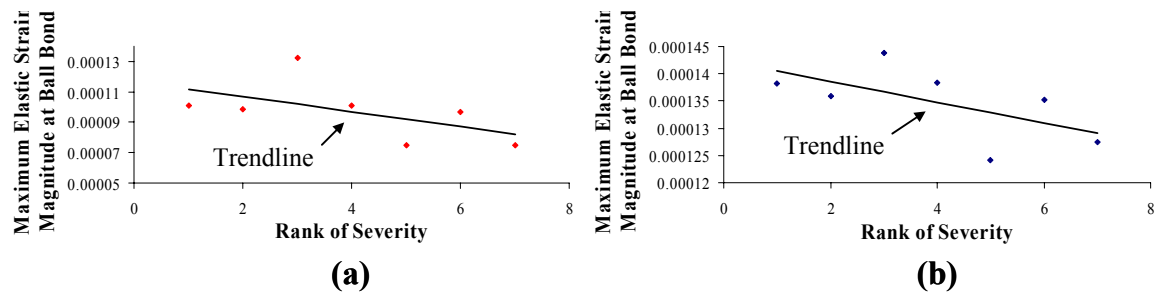 Maximum Elastic Strain
Magnitude at Ball Bond
0.00013
0.00011
0.00009
0.00007
0.00005
Trendline
0
2
4
6
8
Rank of Severity
(a)
Maximum Elastic Strain
Magnitude at Ball Bond
0.000145
0.00014
0.000135
0.00013
0.000125
0.00012
Trendline
0
2
4
6
8
Rank of Severity
(b)